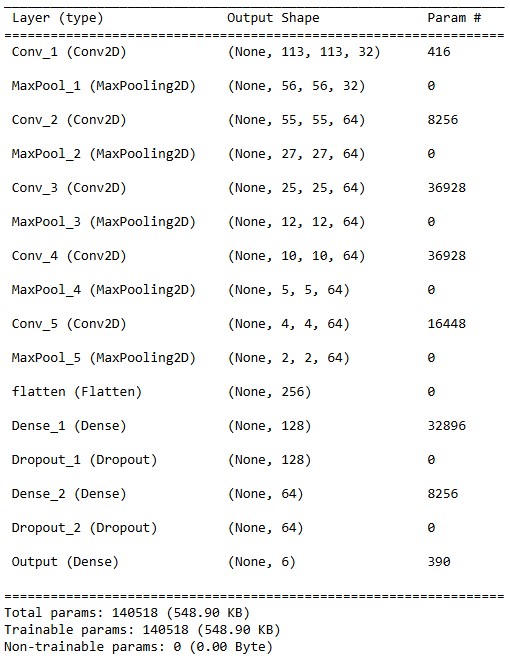 Layer (type) Output Shape Param #
=================================================================
Conv_1 (Conv2D) (None, 113, 113, 32) 416
MaxPool_1 (MaxPooling2D) (None, 56, 56, 32) 0
Conv_2 (Conv2D) (None, 55, 55, 64) 8256
MaxPool_2 (MaxPooling2D) (None, 27, 27, 64) 0
Conv_3 (Conv2D) (None, 25, 25, 64) 36928
MaxPool_3 (MaxPooling2D) (None, 12, 12, 64) 0
Conv_4 (Conv2D) (None, 10, 10, 64) 36928
MaxPool_4 (MaxPooling2D) (None, 5, 5, 64) 0
Conv_5 (Conv2D) (None, 4, 4, 64) 16448
MaxPool_5 (MaxPooling2D) (None, 2, 2, 64) 0
flatten (Flatten) (None, 256) 0
Dense_1 (Dense) (None, 128) 32896
Dropout_1 (Dropout) (None, 128) 0
Dense_2 (Dense) (None, 64) 8256
Dropout_2 (Dropout) (None, 64) 0
Output (Dense) (None, 6) 390
=================================================================
Total params: 140518 (548.90 KB)
Trainable params: 140518 (548.90 KB)
Non-trainable params: 0 (0.00 Byte)